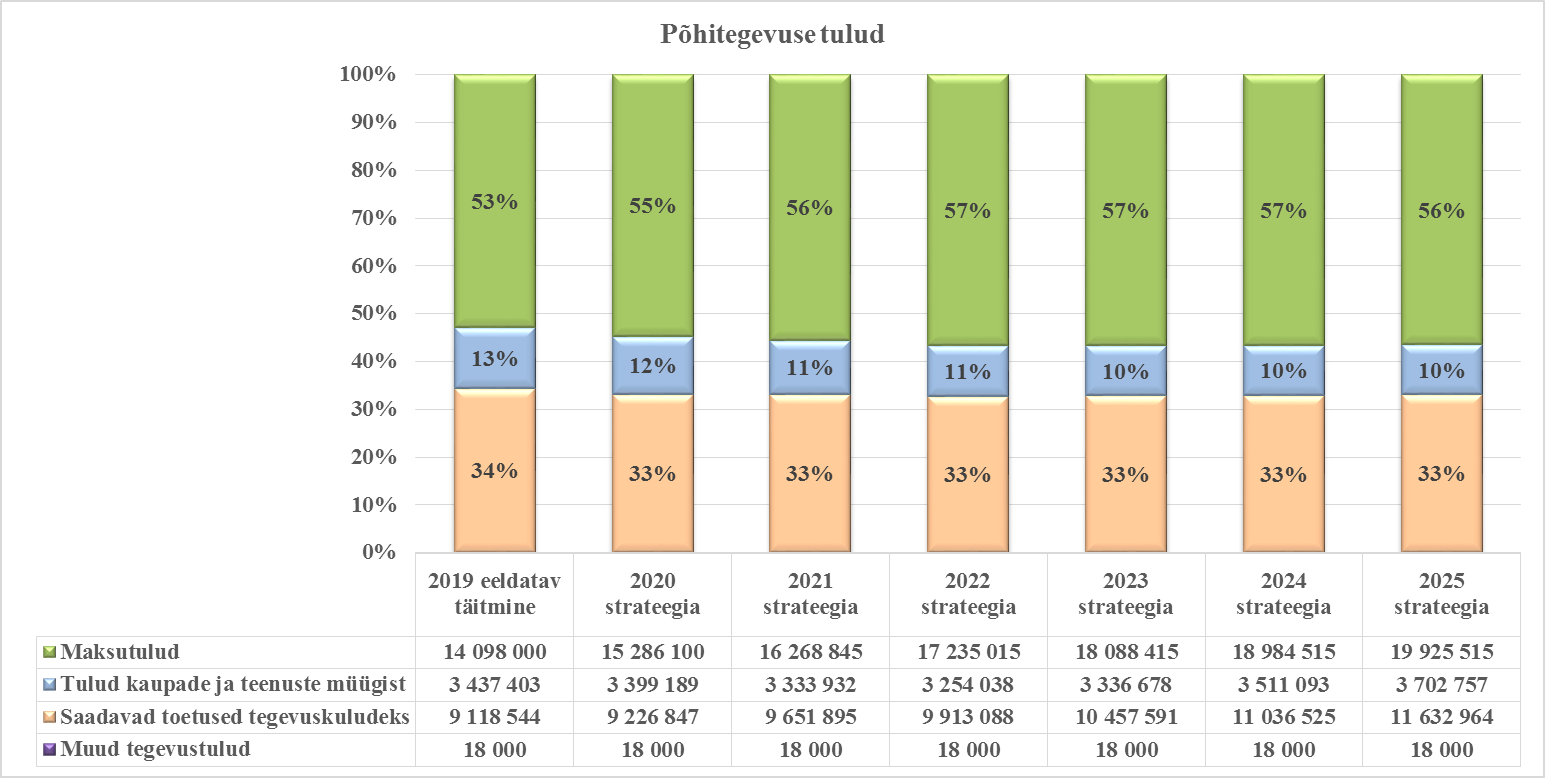 Põhitegevuse tulud
100%
90%
80%
70%
60%
50%
40%
30%
20%
10%
0%
53% 55% 56% 57% 57% 57% 56%
13% 12% 11% 11% 10% 10% 10%
34% 33% 33% 33% 33% 33% 33%
2019 eeldatav 2020 2021 2022 2023 2024 2025
täitmine strateegia strateegia strateegia strateegia strateegia strateegia
Maksutulud 14 098 000 15 286 100 16 268 845 17 235 015 18 088 415 18 984 515 19 925 515
Tulud kaupade ja teenuste müügist 3 437 403 3 399 189 3 333 932 3 254 038 3 336 678 3 511 093 3 702 757
Saadavad toetused tegevuskuludeks 9 118 544 9 226 847 9 651 895 9 913 088 10 457 591 11 036 525 11 632 964
Muud tegevustulud 18 000 18 000 18 000 18 000 18 000 18 000 18 000